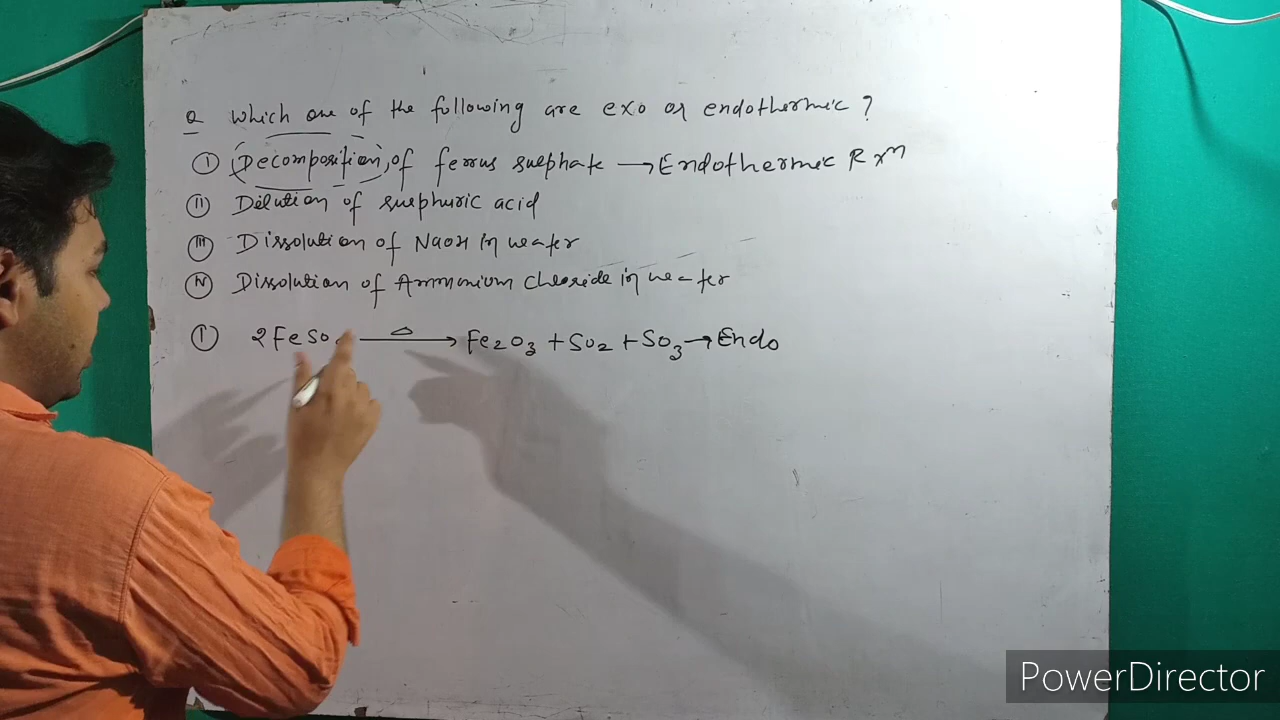 Q Which one of the following are exo or endothermic ?
(I) (Decomposition) of ferrus sulphate → Endothermic Rxn
(II) Dilution of sulphuric acid
(III) Dissolution of NaOH in water
(IV) Dissolution of Ammonium chloride in water
(I) 2FeSO → Δ Fe2O3 + SO2 + SO3 → Endo
PowerDirector